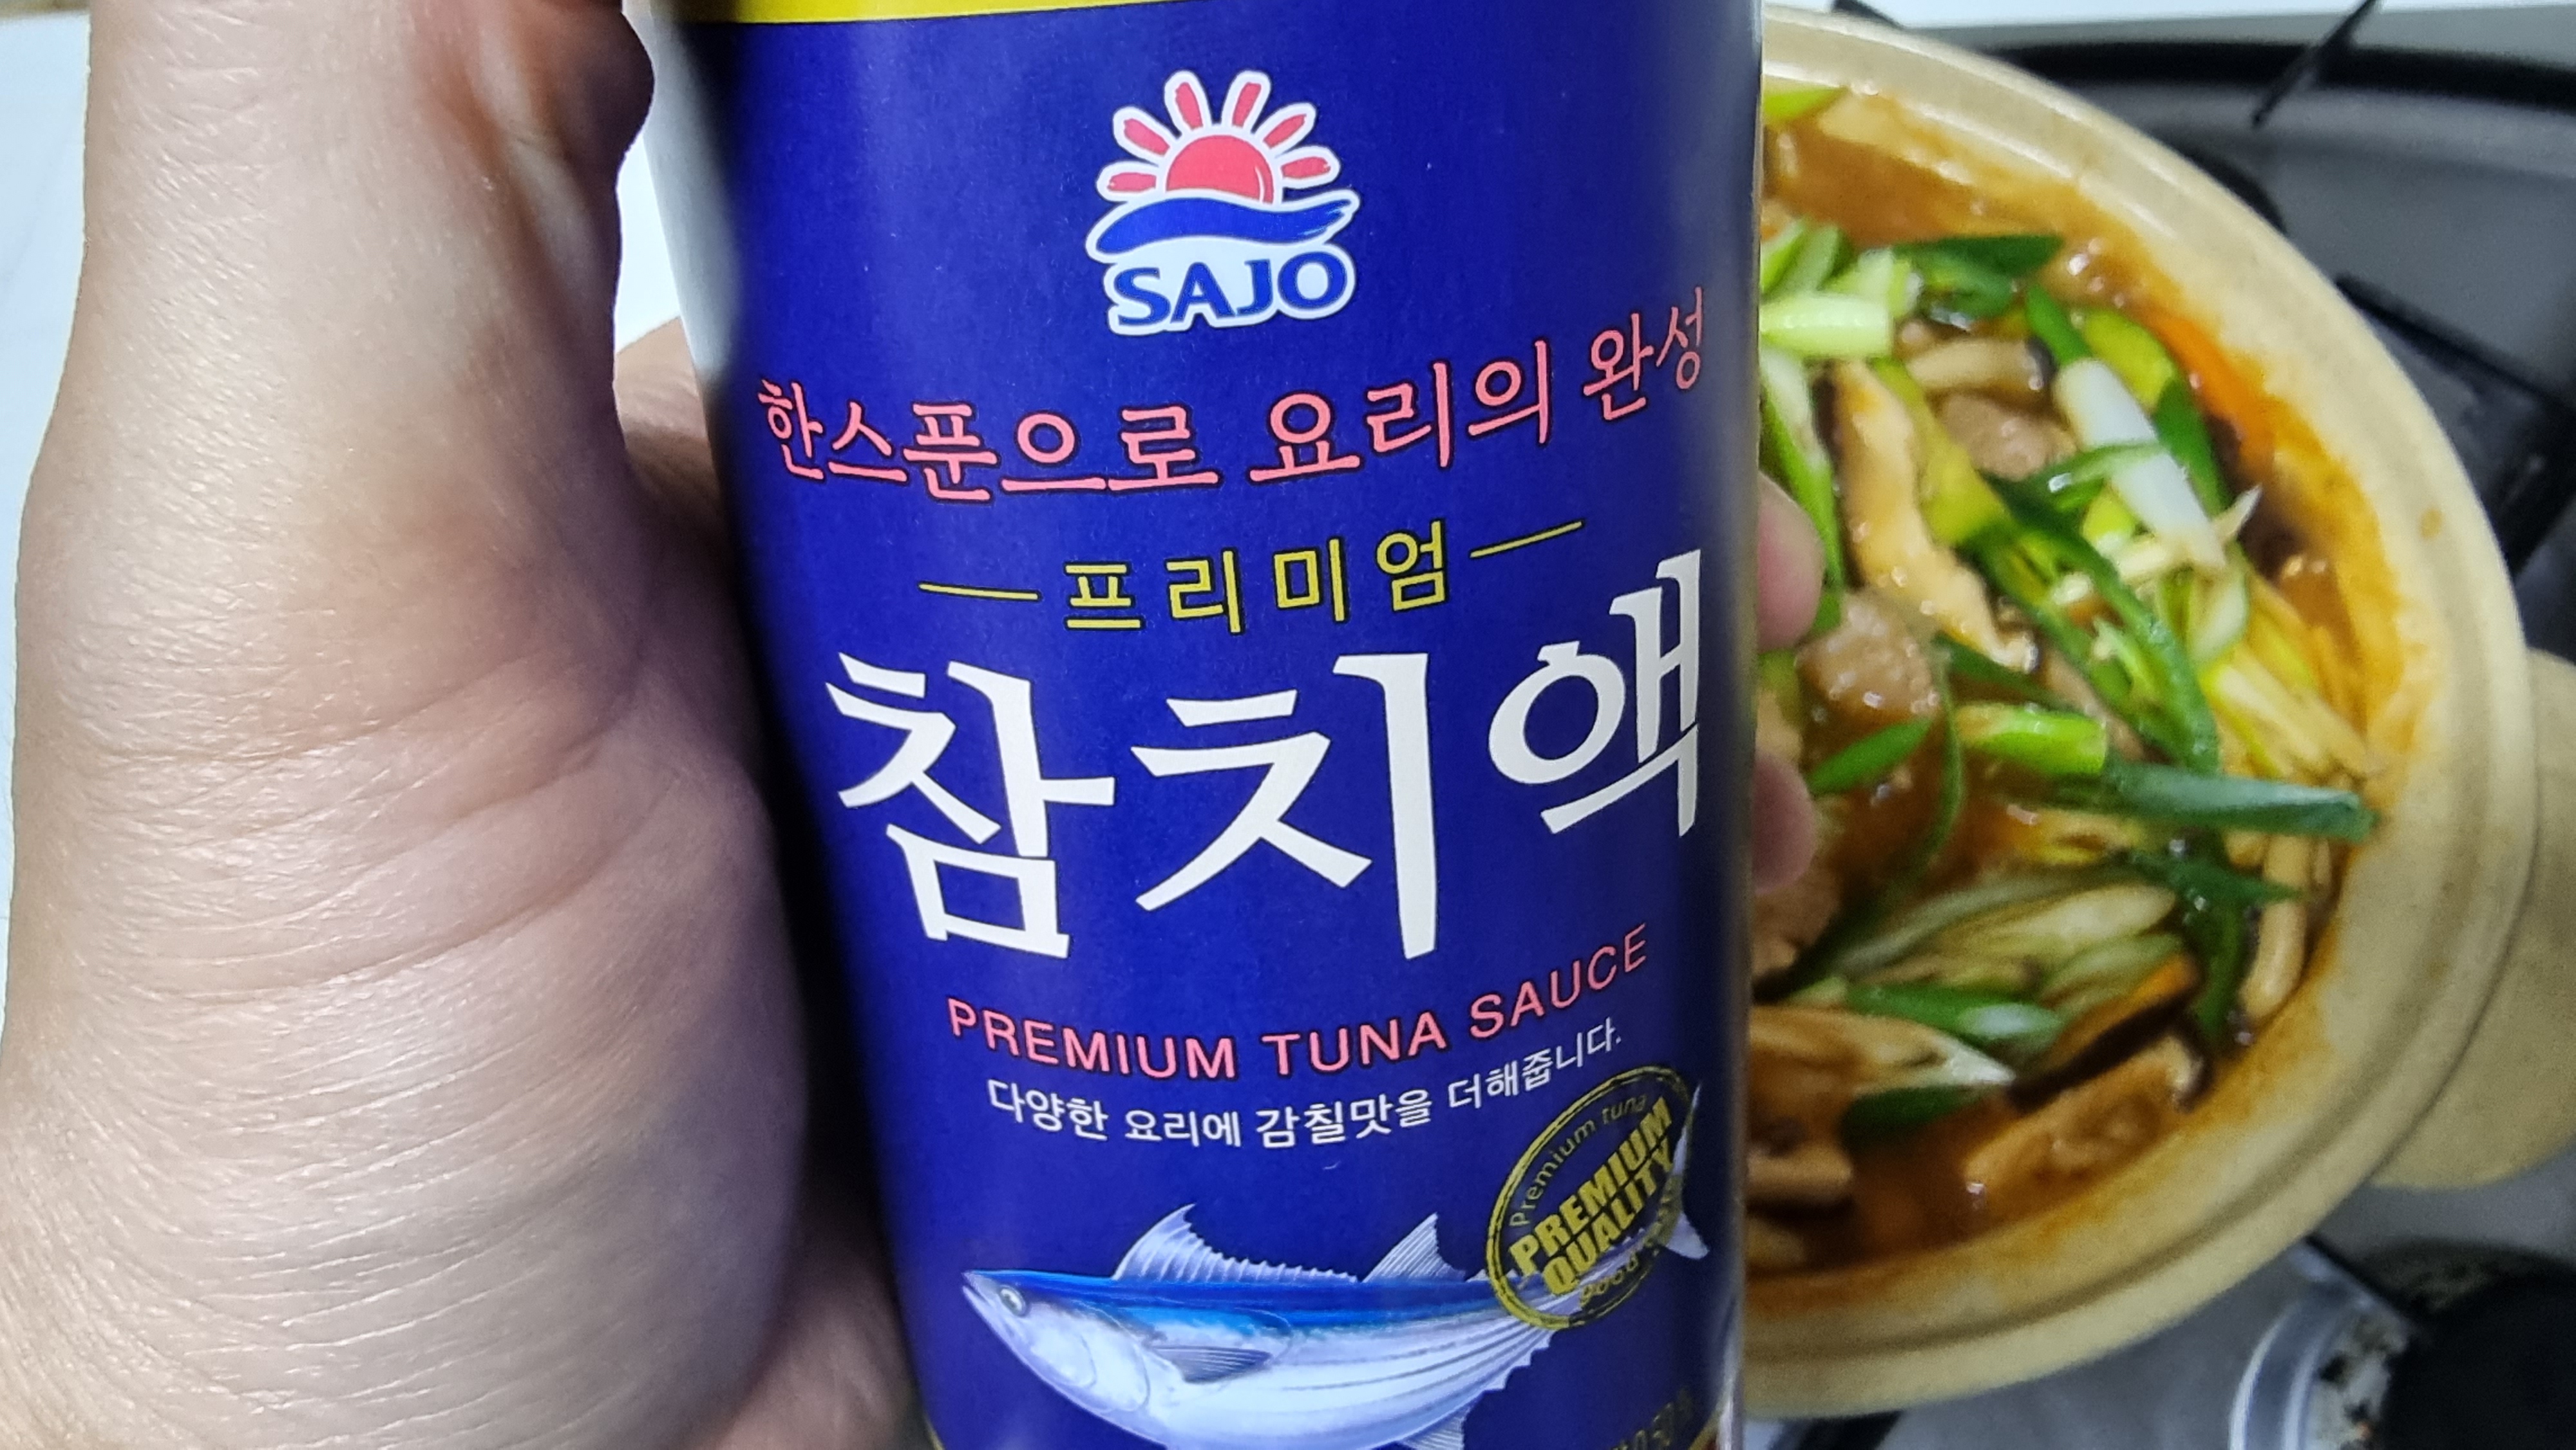 SAJO
한스푼으로 요리의 완성
프리미엄
참치액
PREMIUM TUNA SAUCE
다양한 요리에 감칠맛을 더해줍니다.
Premium tuna
PREMIUM
QUALITY